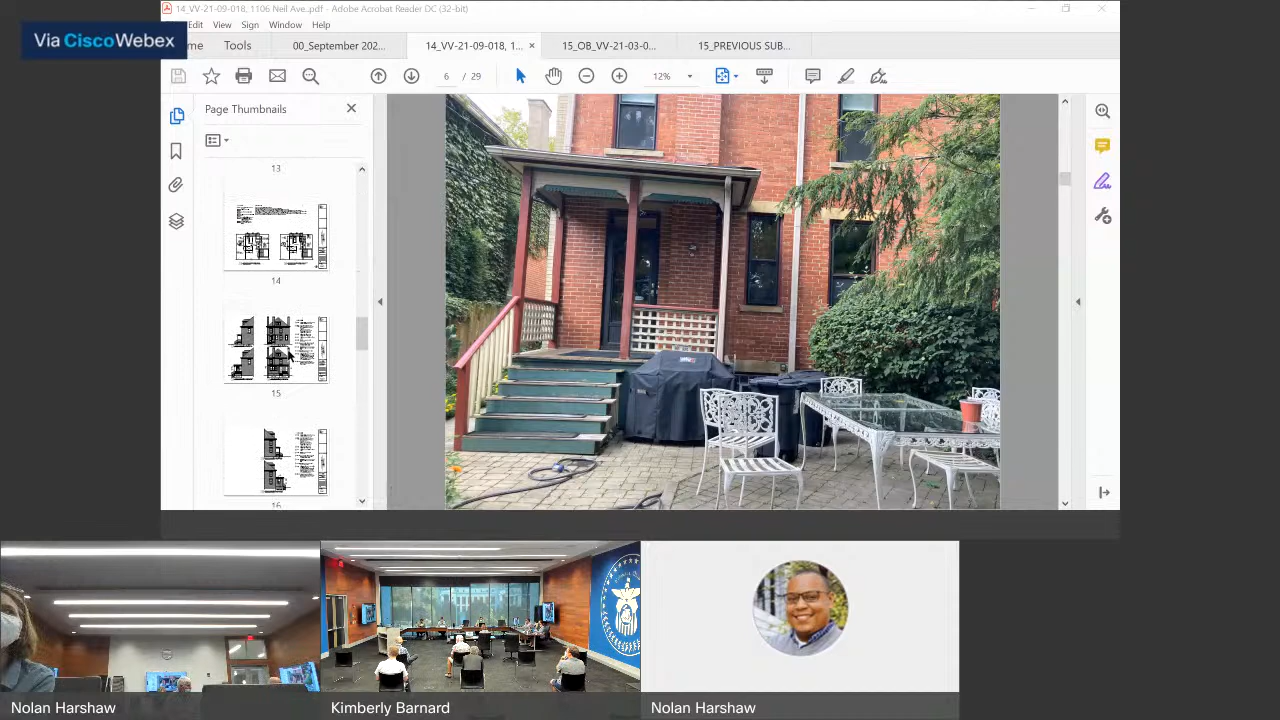 14_VV-21-09-018, 1106 Neil Ave..pdf - Adobe Acrobat Reader DC (32-bit)
Edit View Sign Window Help
Via Cisco Webex
me Tools 00_September 202... 14_VV-21-09-018, 1... × 15_OB_VV-21-03-0... 15_PREVIOUS SUB...
6 / 29 12%
Page Thumbnails
13
14
15
16
Nolan Harshaw
Kimberly Barnard
Nolan Harshaw